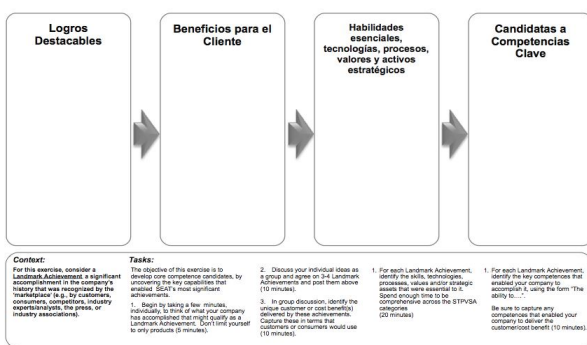 Logros
Destacables
Beneficios para el
Cliente
Habilidades
esenciales,
tecnologías, procesos,
valores y activos
estratégicos
Candidatas a
Competencias
Clave
Context:
For this exercise, consider a
Landmark Achievement, a significant
accomplishment in the company's
history that was recognized by the
'marketplace' (e.g., by customers,
consumers, competitors, industry
experts/analysts, the press, or
industry associations).
Tasks:
The objective of this exercise is to
develop core competence candidates, by
uncovering the key capabilities that
enabled SEAT's most significant
achievements.
1. Begin by taking a few minutes,
individually, to think of what your company
has accomplished that might qualify as a
Landmark Achievement. Don't limit yourself
to only products (5 minutes).
2. Discuss your individual ideas as
a group and agree on 3-4 Landmark
Achievements and post them above
(10 minutes).
3. In group discussion, identify the
unique customer or cost benefit(s)
delivered by these achievements.
Capture these in terms that
customers or consumers would use
(10 minutes).
1. For each Landmark Achievement,
identify the skills, technologies,
processes, values and/or strategic
assets that were essential to it.
Spend enough time to be
comprehensive across the STPVSA
categories
(20 minutes)
1. For each Landmark Achievement,
identify the key competences that
enabled your company to
accomplish it, using the form "The
ability to….".
Be sure to capture any
competences that enabled your
company to deliver the
customer/cost benefit (10 minutes).